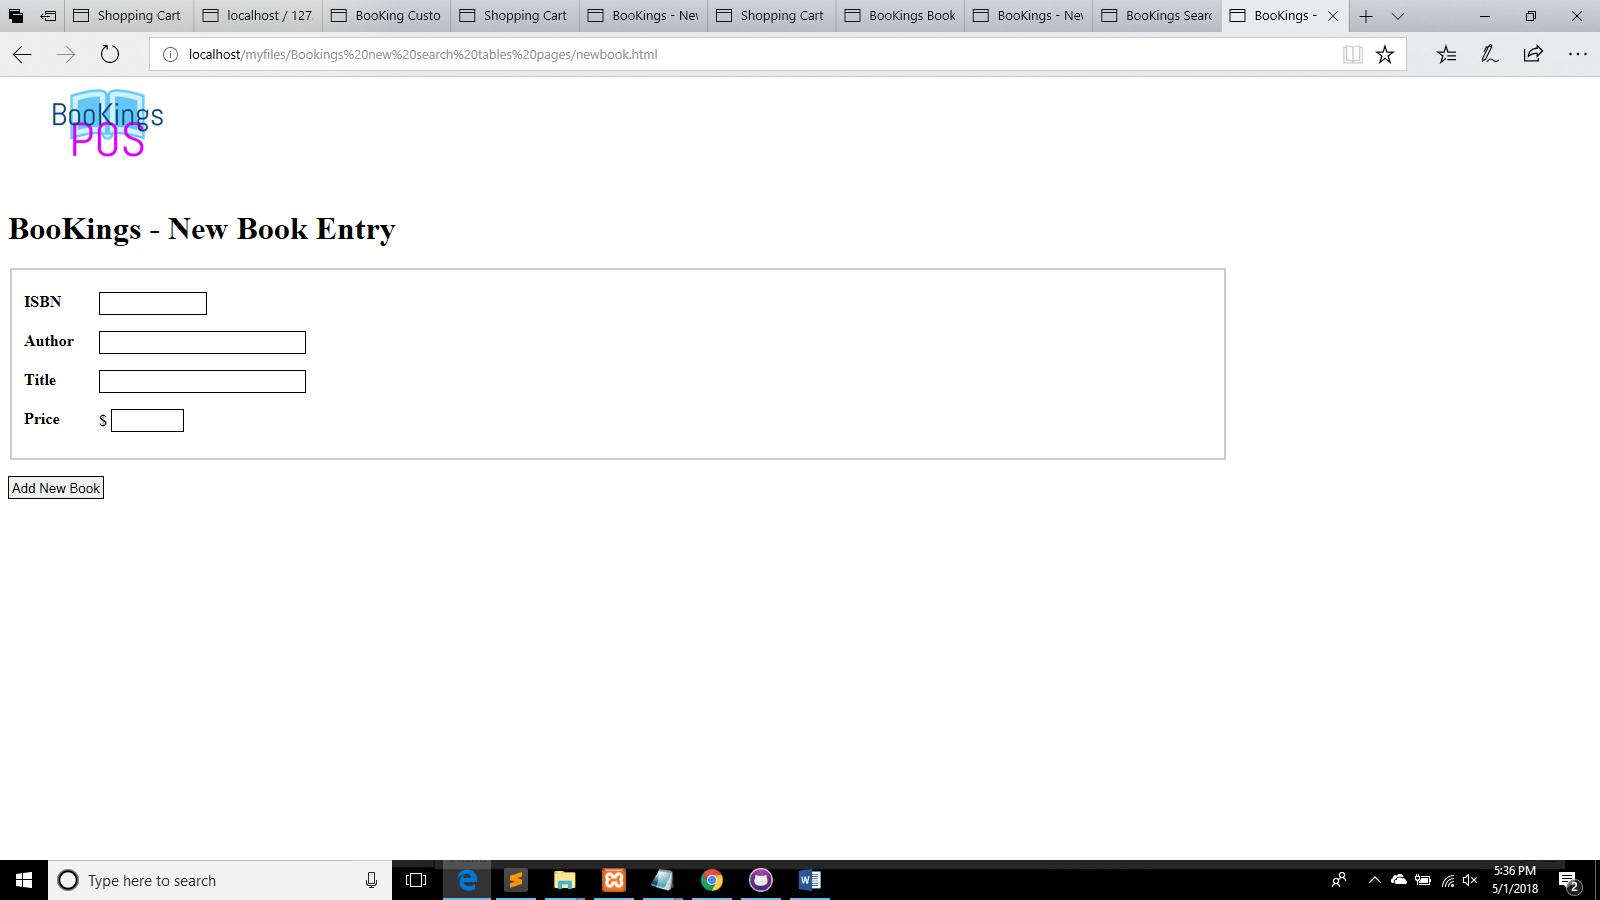 Shopping Cart
localhost / 127
BooKing Custo
Shopping Cart
BooKings - Nev
Shopping Cart
BooKings Book
BooKings - Nev
BooKings Searc
BooKings -
localhost/myfiles/Bookings%20new%20search%20tables%20pages/newbook.html
BooKings
POS
BooKings - New Book Entry
ISBN
Author
Title
Price $
Add New Book
Type here to search
5:36 PM
5/1/2018
2